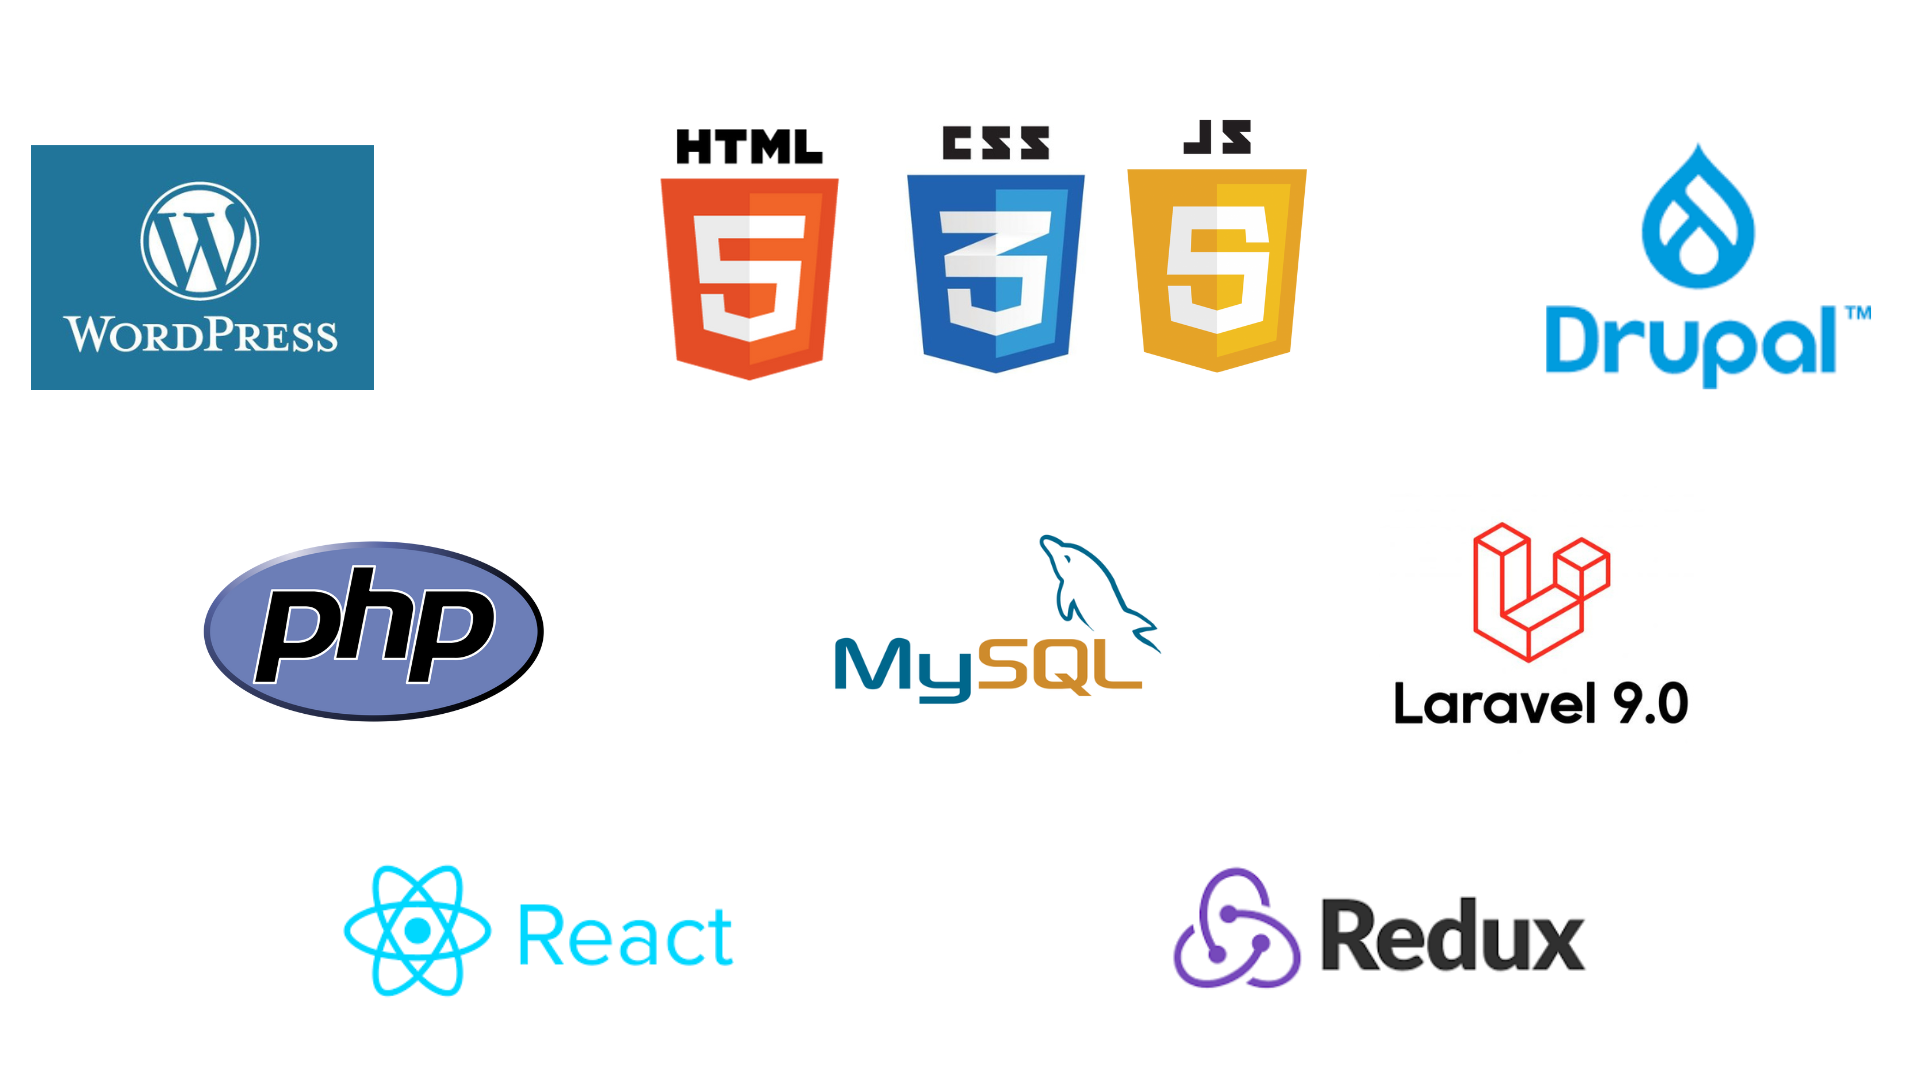 HTML
CSS
JS
5
3
5
W
WORDPRESS
Drupal™
php
MySQL
Laravel 9.0
React
Redux